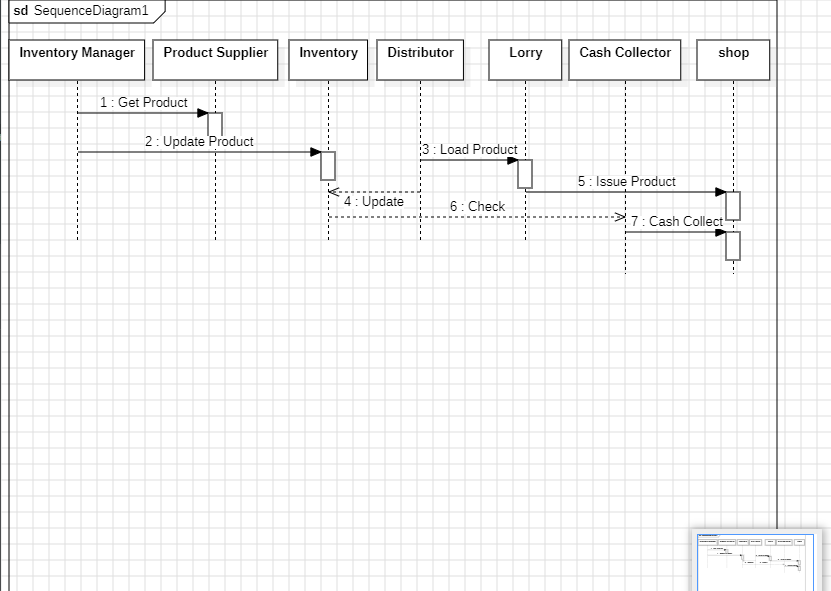 sd SequenceDiagram1
Inventory Manager
Product Supplier
Inventory
Distributor
Lorry
Cash Collector
shop
1 : Get Product
2 : Update Product
3 : Load Product
5 : Issue Product
4 : Update
6 : Check
7 : Cash Collect